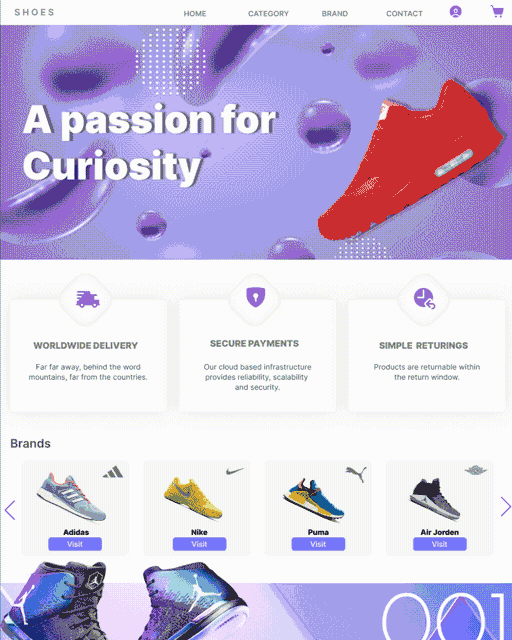 SHOES
HOME
CATEGORY
BRAND
CONTACT
A passion for
Curiosity
WORLDWIDE DELIVERY
Far far away, behind the word
mountains, far from the countries.
SECURE PAYMENTS
Our cloud based infrastructure
provides reliability, scalability
and security.
SIMPLE RETURINGS
Products are returnable within
the return window.
Brands
Adidas
Visit
Nike
Visit
Puma
Visit
Air Jorden
Visit
001